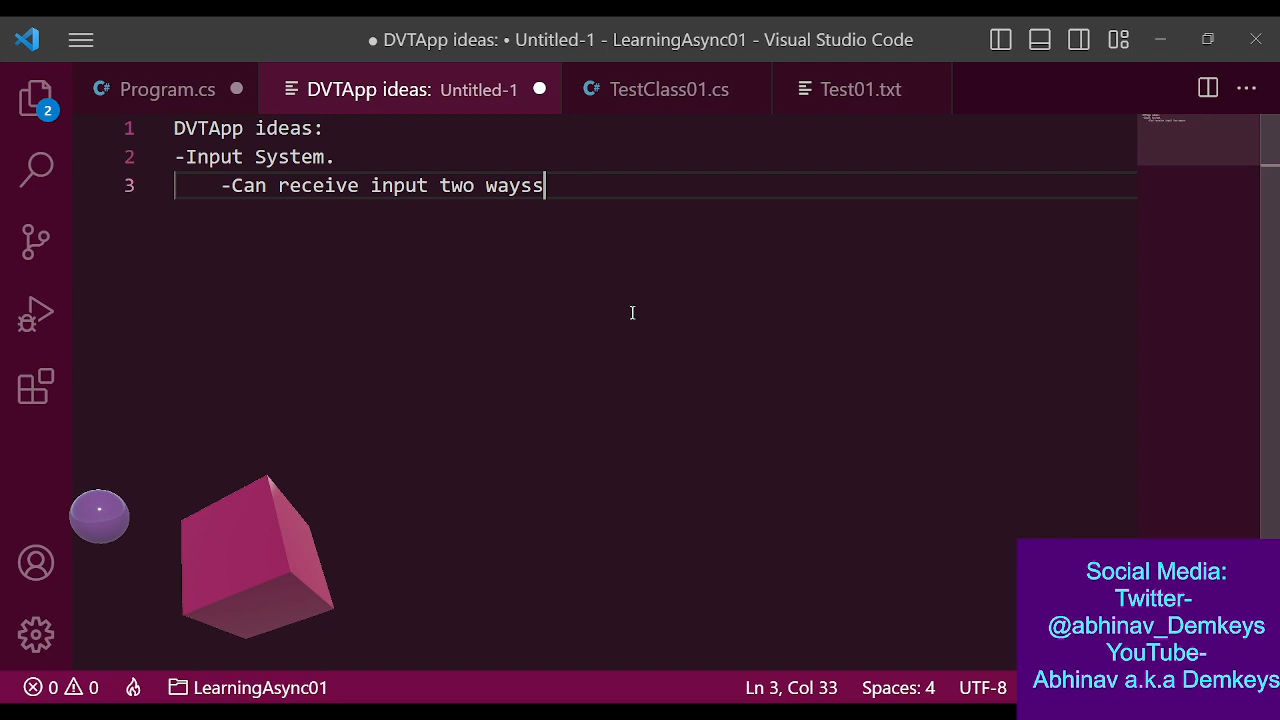 ● DVTApp ideas: • Untitled-1 - LearningAsync01 - Visual Studio Code
Program.cs
DVTApp ideas: Untitled-1
TestClass01.cs
Test01.txt
2
1 DVTApp ideas:
2 -Input System.
3 -Can receive input two wayss
Social Media:
Twitter-
@abhinav_Demkeys
YouTube-
Abhinav a.k.a Demkeys
0 0 LearningAsync01 Ln 3, Col 33 Spaces: 4 UTF-8